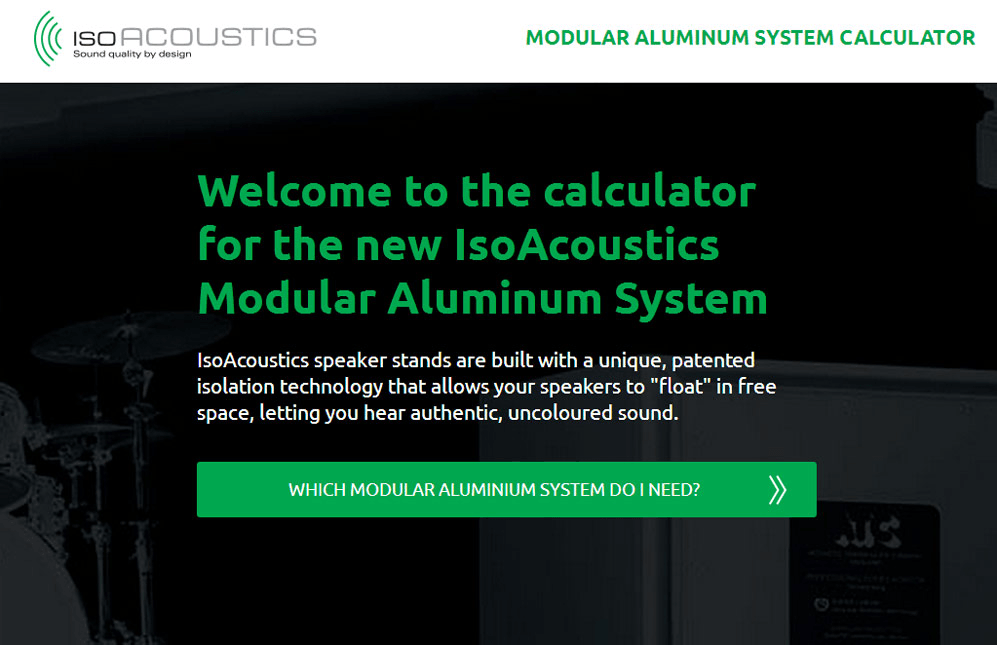 ISOACOUSTICS
Sound quality by design
MODULAR ALUMINUM SYSTEM CALCULATOR
Welcome to the calculator
for the new IsoAcoustics
Modular Aluminum System
IsoAcoustics speaker stands are built with a unique, patented
isolation technology that allows your speakers to "float" in free
space, letting you hear authentic, uncoloured sound.
WHICH MODULAR ALUMINIUM SYSTEM DO I NEED?